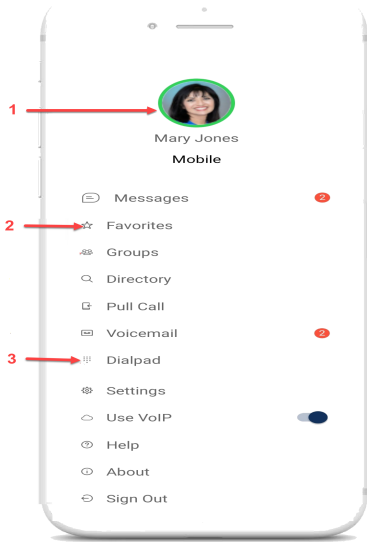 1
Mary Jones
Mobile
Messages 2
2 Favorites
Groups
Directory
Pull Call
Voicemail 2
3 Dialpad
Settings
Use VoIP
Help
About
Sign Out